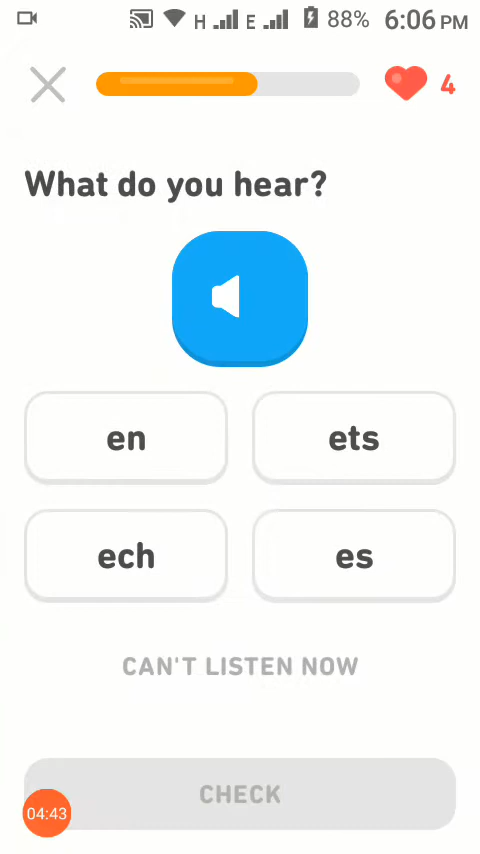 H E 88% 6:06 PM
4
What do you hear?
en ets
ech es
CAN'T LISTEN NOW
CHECK
04:43